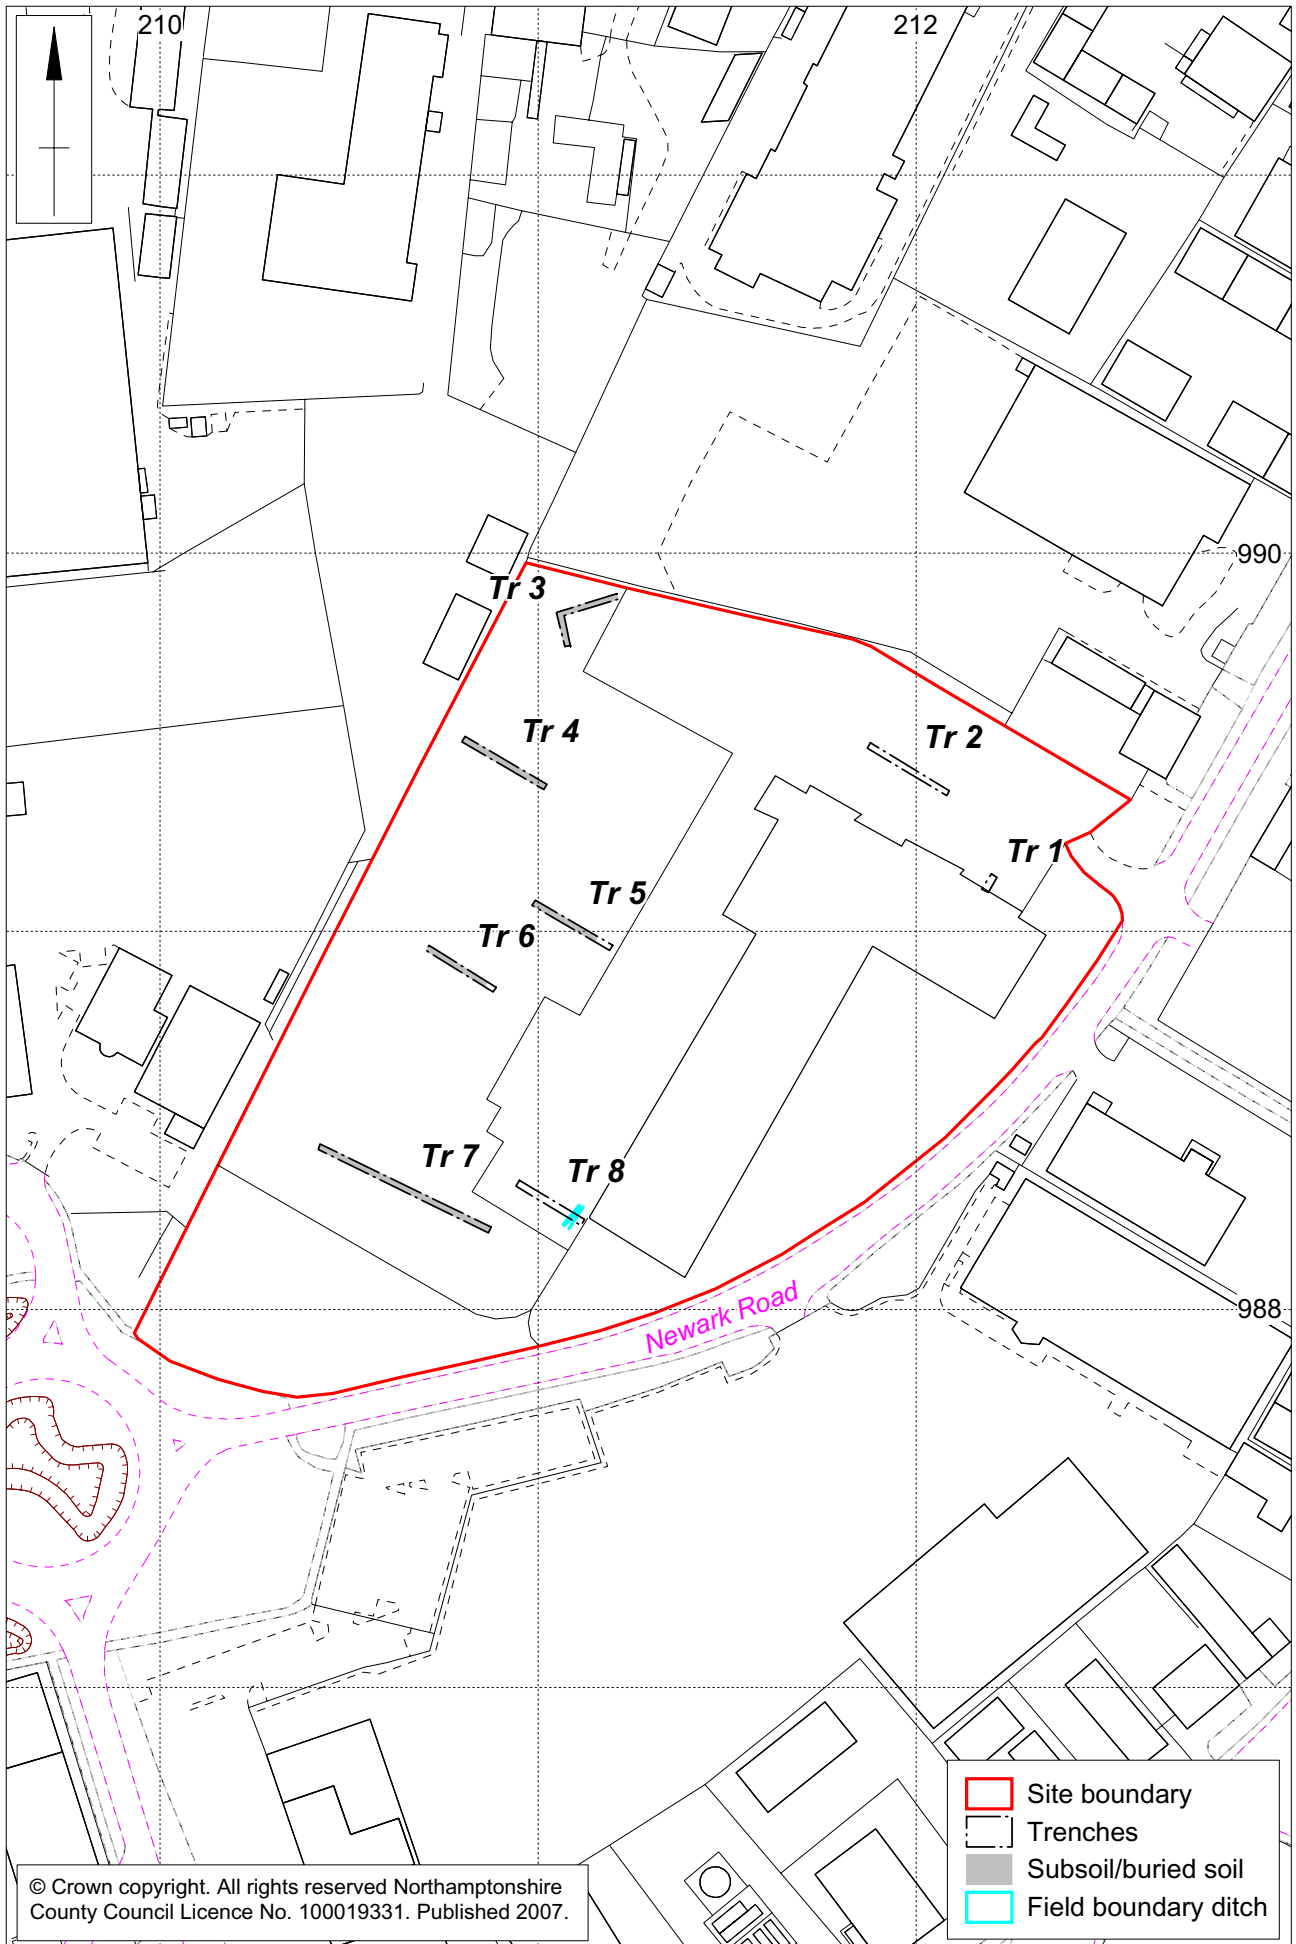 210
212
990
Tr 3
Tr 4
Tr 2
Tr 1
Tr 5
Tr 6
Tr 7
Tr 8
988
Newark Road
Site boundary
Trenches
Subsoil/buried soil
Field boundary ditch
© Crown copyright. All rights reserved Northamptonshire
County Council Licence No. 100019331. Published 2007.